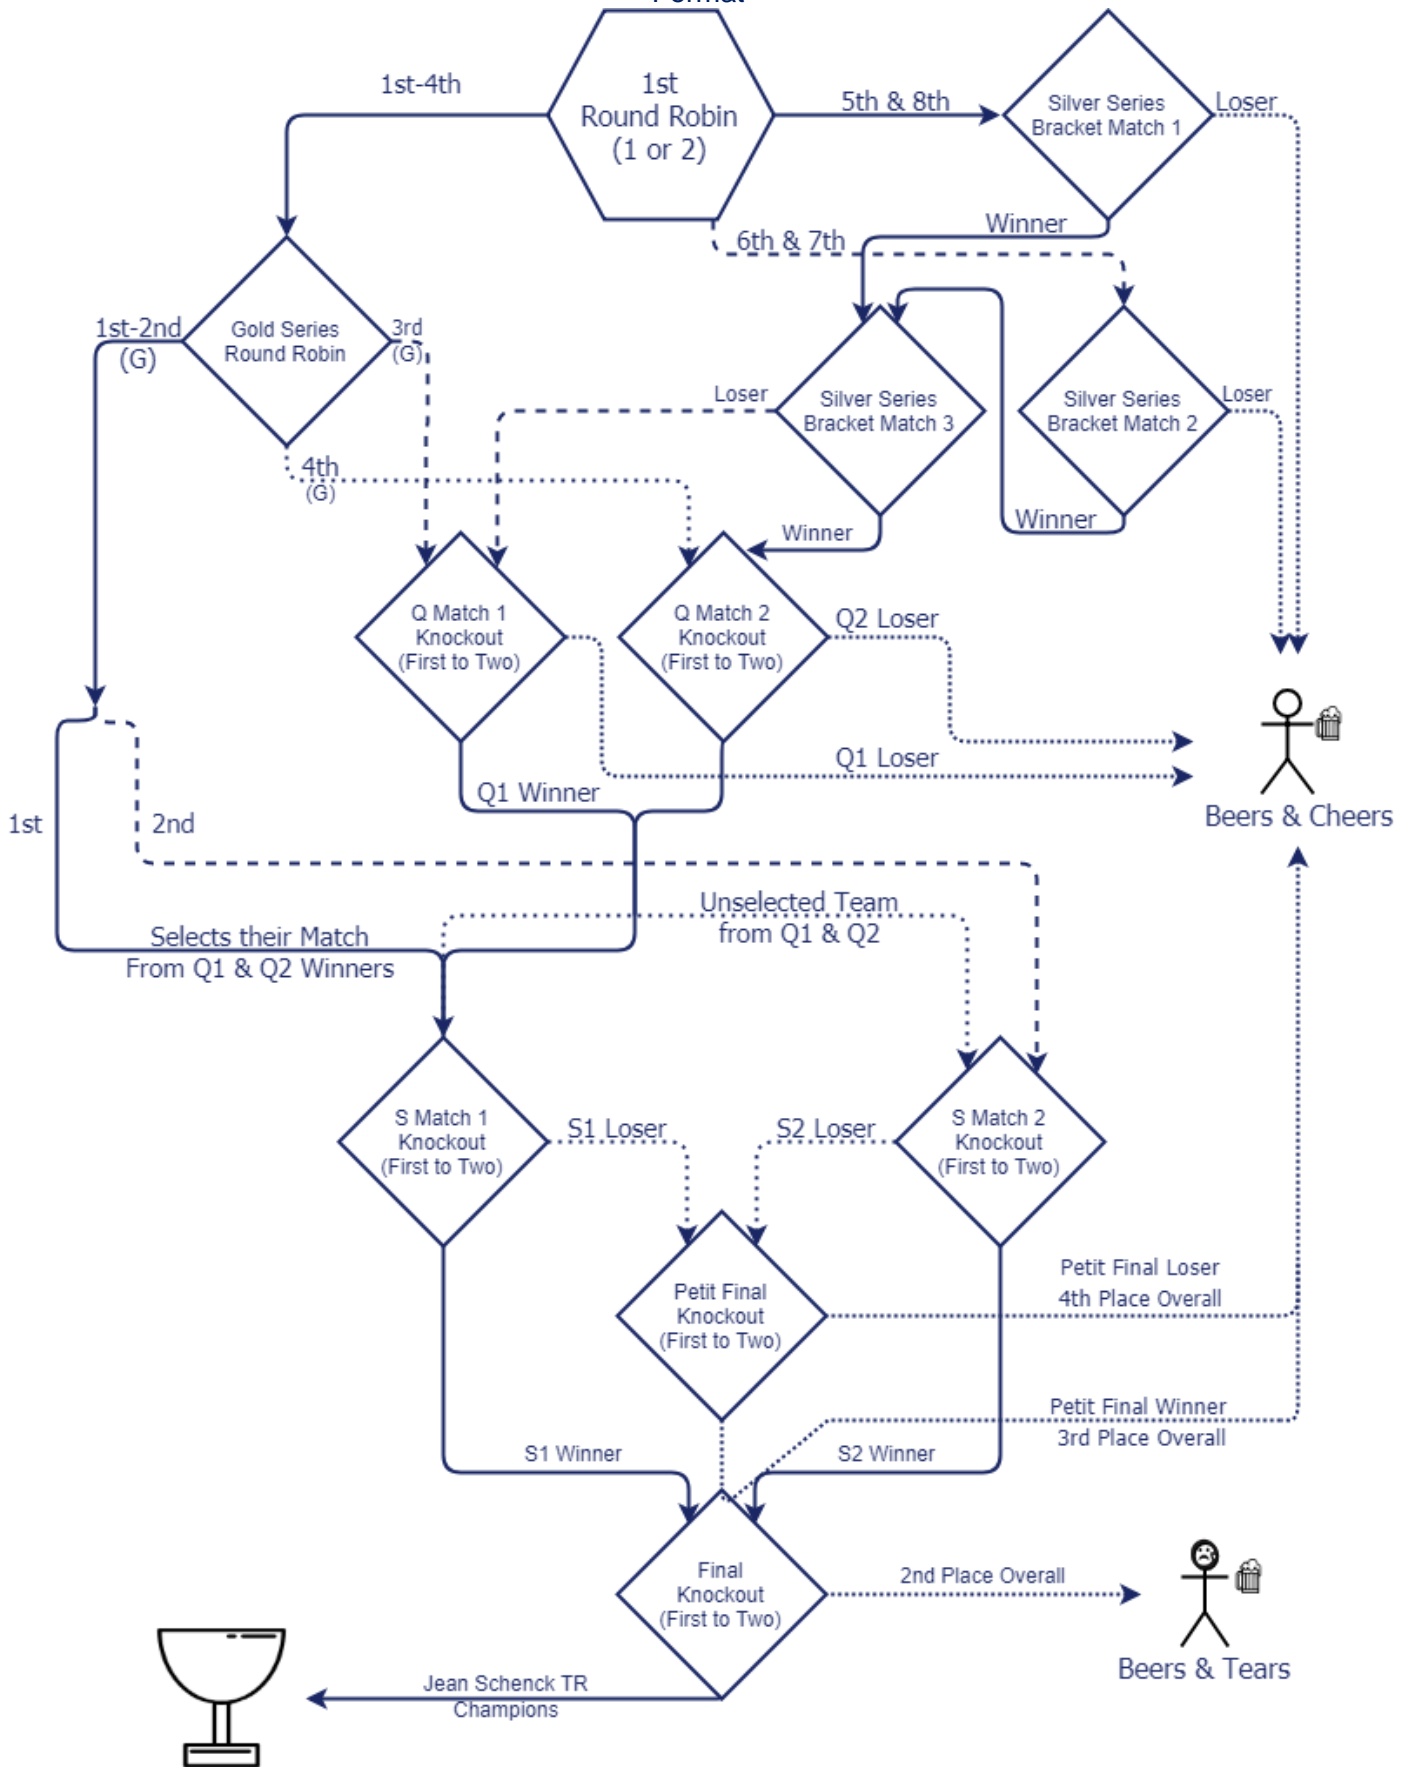 Format
1st-4th
1st
Round Robin
(1 or 2)
5th & 8th
Silver Series
Bracket Match 1
Loser
Winner
6th & 7th
1st-2nd
(G)
Gold Series
Round Robin
3rd
(G)
Loser
Silver Series
Bracket Match 3
Silver Series
Bracket Match 2
Loser
4th
(G)
Winner
Winner
Q Match 1
Knockout
(First to Two)
Q Match 2
Knockout
(First to Two)
Q2 Loser
Q1 Loser
Q1 Winner
Beers & Cheers
1st
2nd
Unselected Team
from Q1 & Q2
Selects their Match
From Q1 & Q2 Winners
S Match 1
Knockout
(First to Two)
S1 Loser
S2 Loser
S Match 2
Knockout
(First to Two)
Petit Final
Knockout
(First to Two)
Petit Final Loser
4th Place Overall
Petit Final Winner
3rd Place Overall
S1 Winner
S2 Winner
Final
Knockout
(First to Two)
2nd Place Overall
Beers & Tears
Jean Schenck TR
Champions